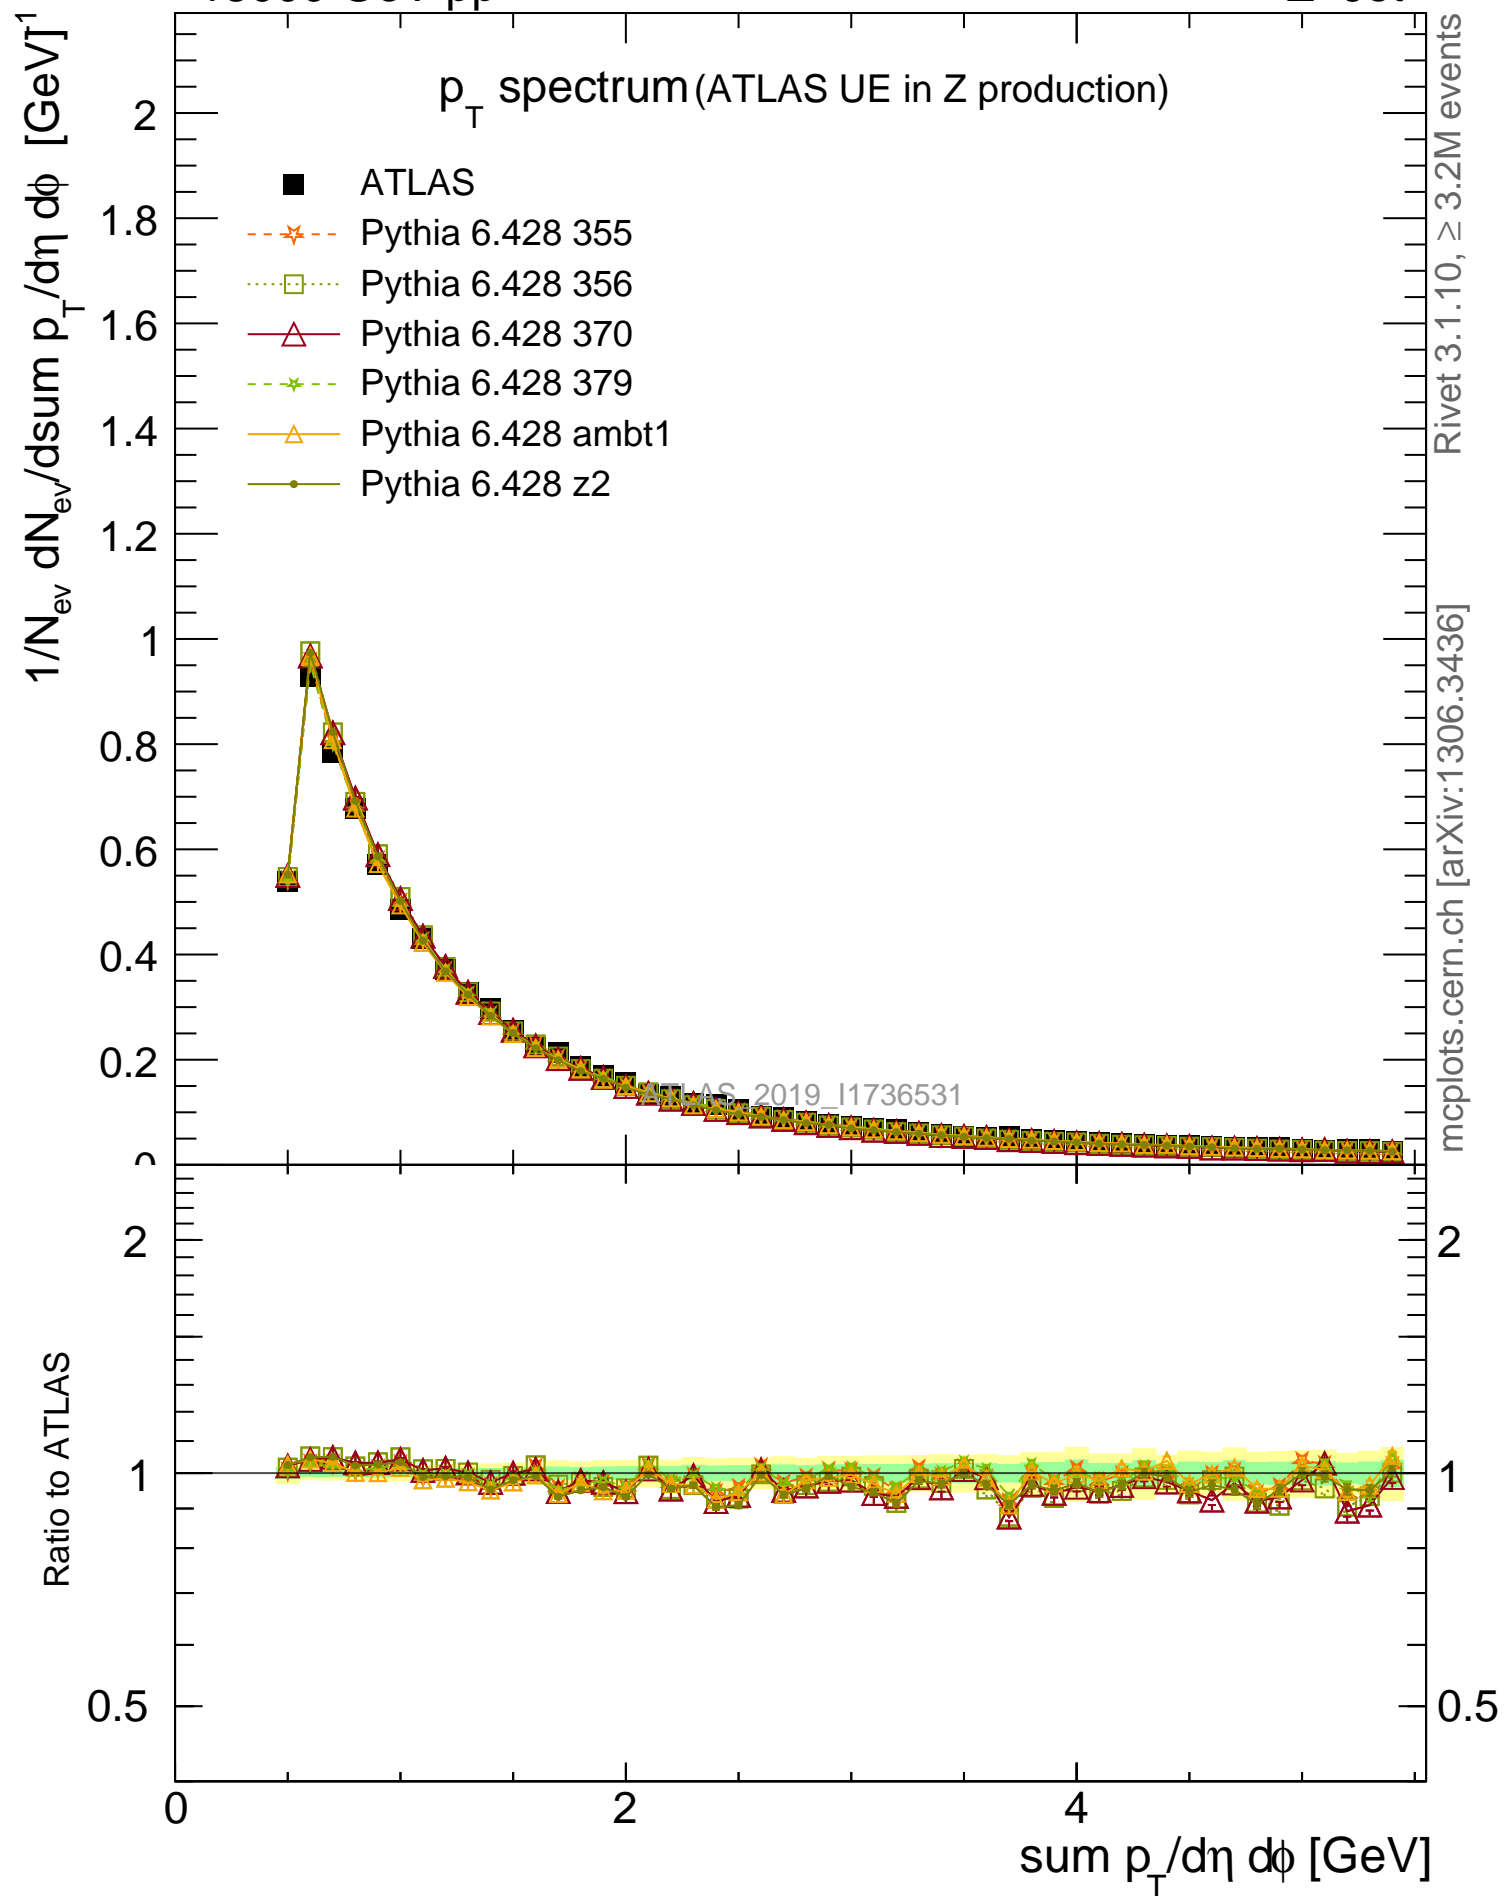 p_T spectrum (ATLAS UE in Z production)
1/N_ev dN_ev/dsum p_T/dη dϕ [GeV]^-1
ATLAS
Pythia 6.428 355
Pythia 6.428 356
Pythia 6.428 370
Pythia 6.428 379
Pythia 6.428 ambt1
Pythia 6.428 z2
2
1.8
1.6
1.4
1.2
1
0.8
0.6
0.4
0.2
0
ATLAS_2019_I1736531
Rivet 3.1.10, ≥ 3.2M events
mcplots.cern.ch [arXiv:1306.3436]
Ratio to ATLAS
2
1
0.5
2
1
0.5
0
2
4
sum p_T/dη dϕ [GeV]